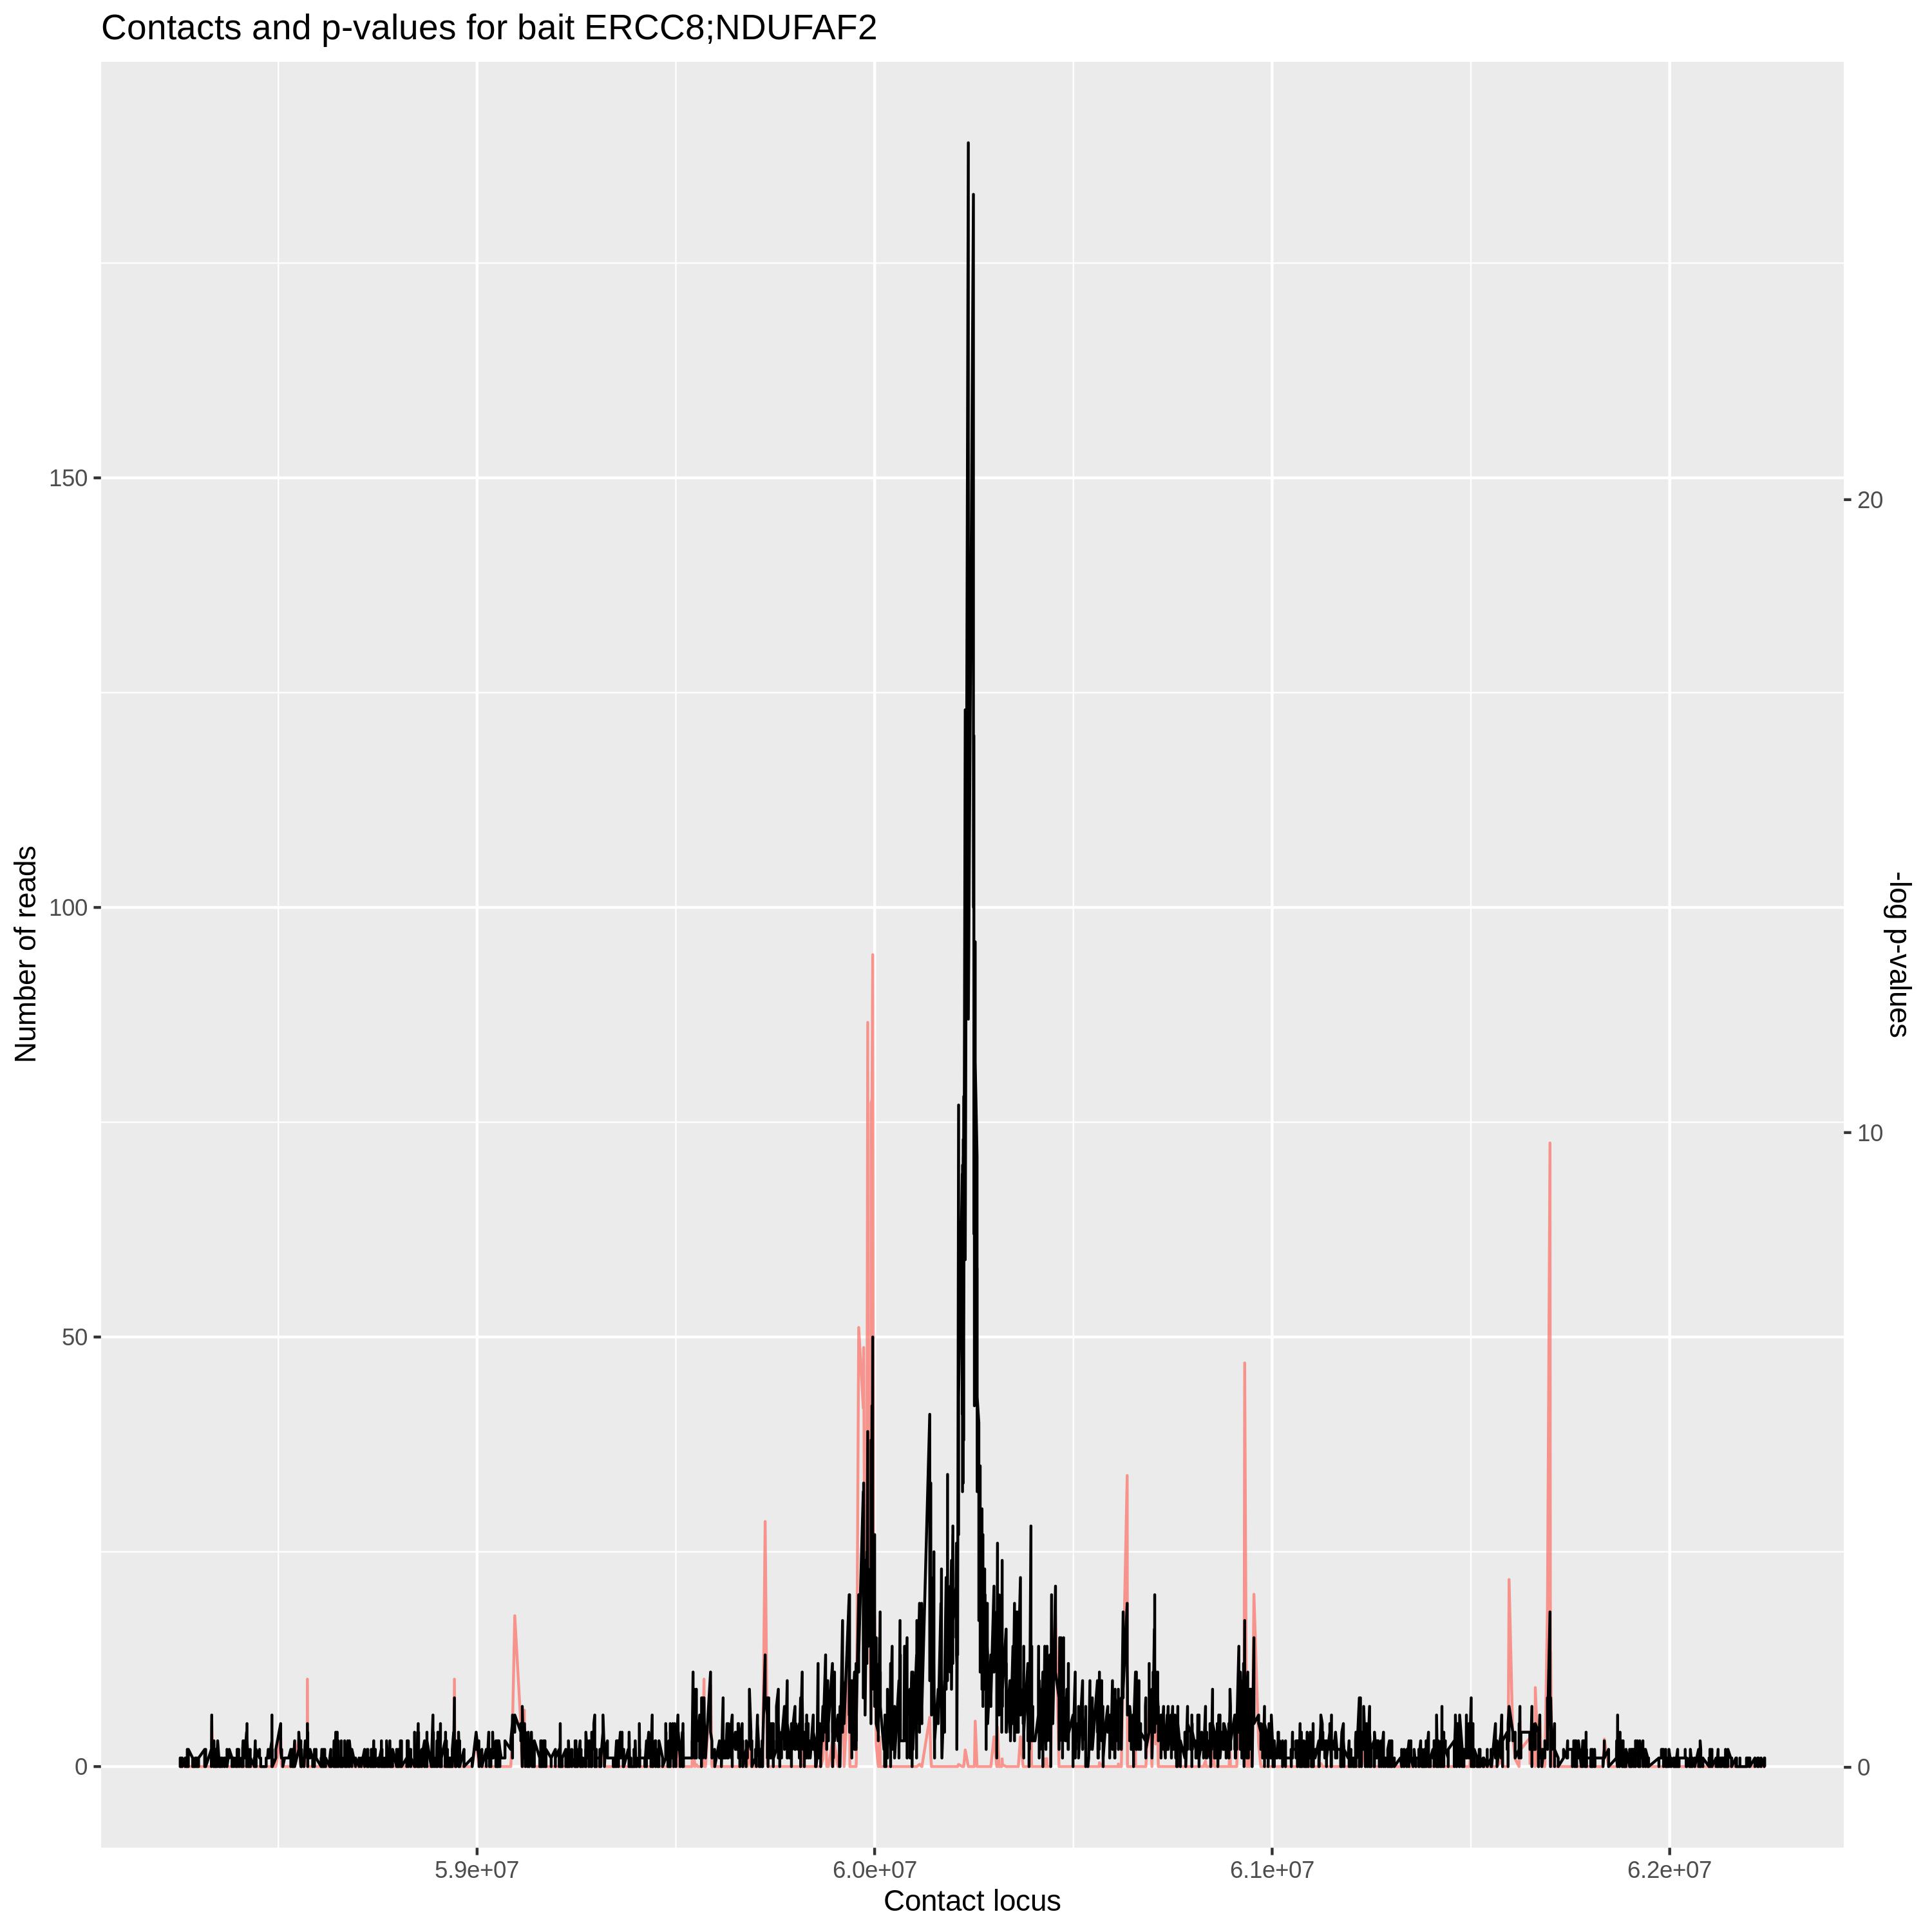 Contacts and p-values for bait ERCC8;NDUFAF2
150
100
50
0
Number of reads
20
10
0
-log p-values
5.9e+07 6.0e+07 6.1e+07 6.2e+07
Contact locus